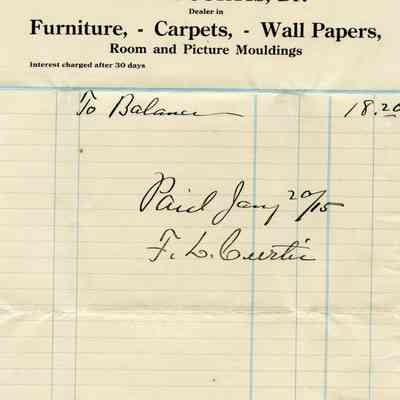 Dealer in
Furniture, - Carpets, - Wall Papers,
Room and Picture Mouldings
Interest charged after 30 days
To Balance 18.20
Paid Jany 20/15
F. L. Curtis